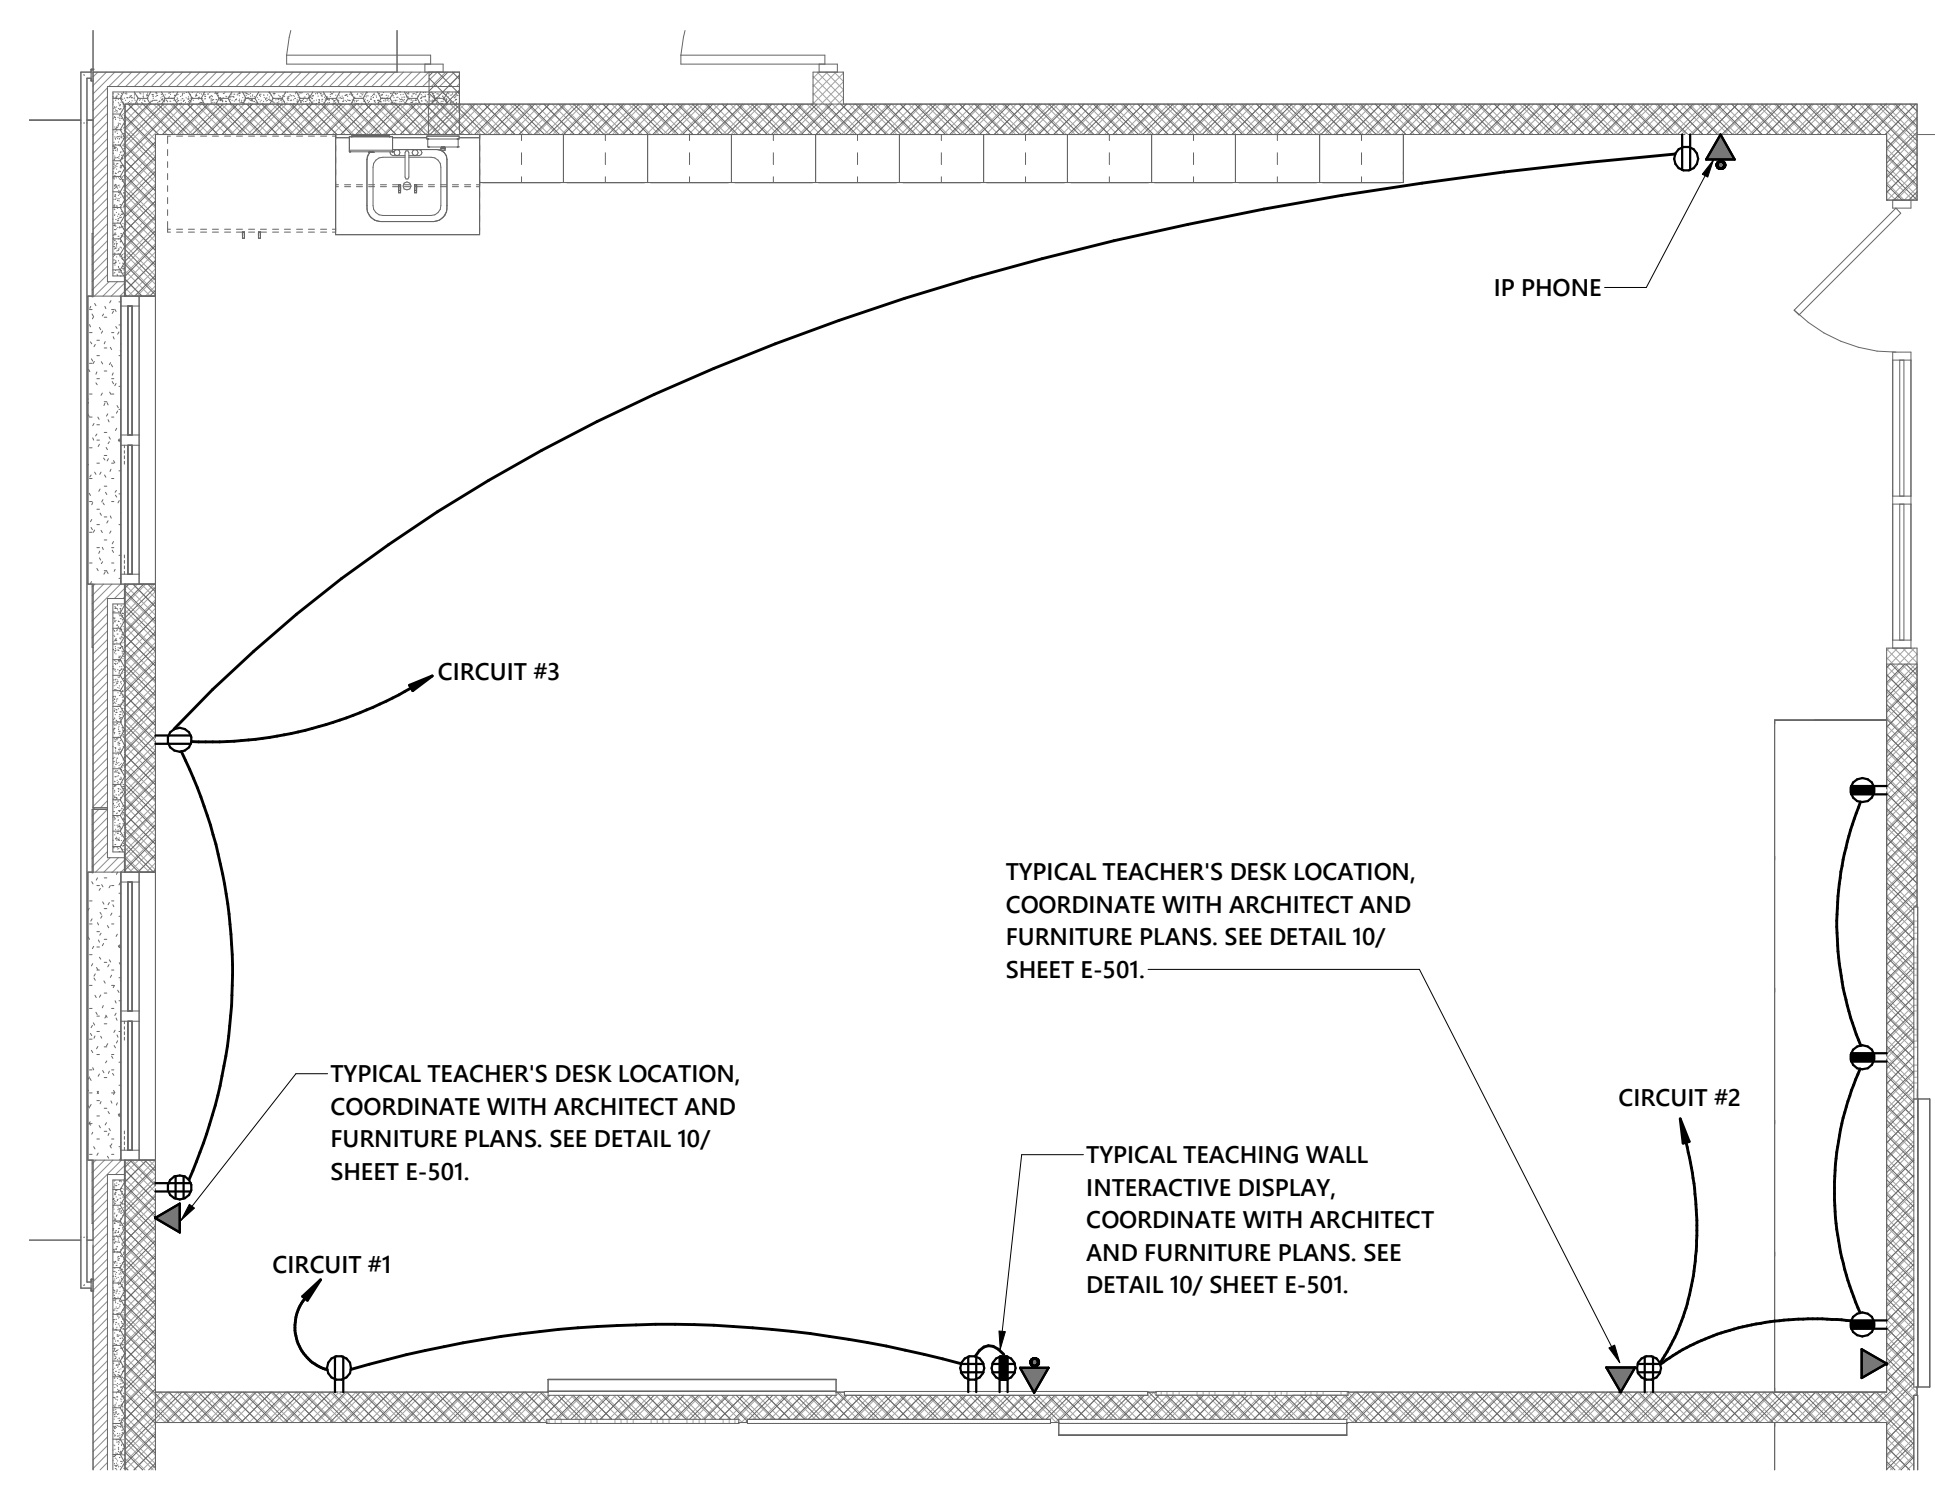 IP PHONE
CIRCUIT #3
TYPICAL TEACHER'S DESK LOCATION,
COORDINATE WITH ARCHITECT AND
FURNITURE PLANS. SEE DETAIL 10/
SHEET E-501.
TYPICAL TEACHER'S DESK LOCATION,
COORDINATE WITH ARCHITECT AND
FURNITURE PLANS. SEE DETAIL 10/
SHEET E-501.
CIRCUIT #2
TYPICAL TEACHING WALL
INTERACTIVE DISPLAY,
COORDINATE WITH ARCHITECT
AND FURNITURE PLANS. SEE
DETAIL 10/ SHEET E-501.
CIRCUIT #1